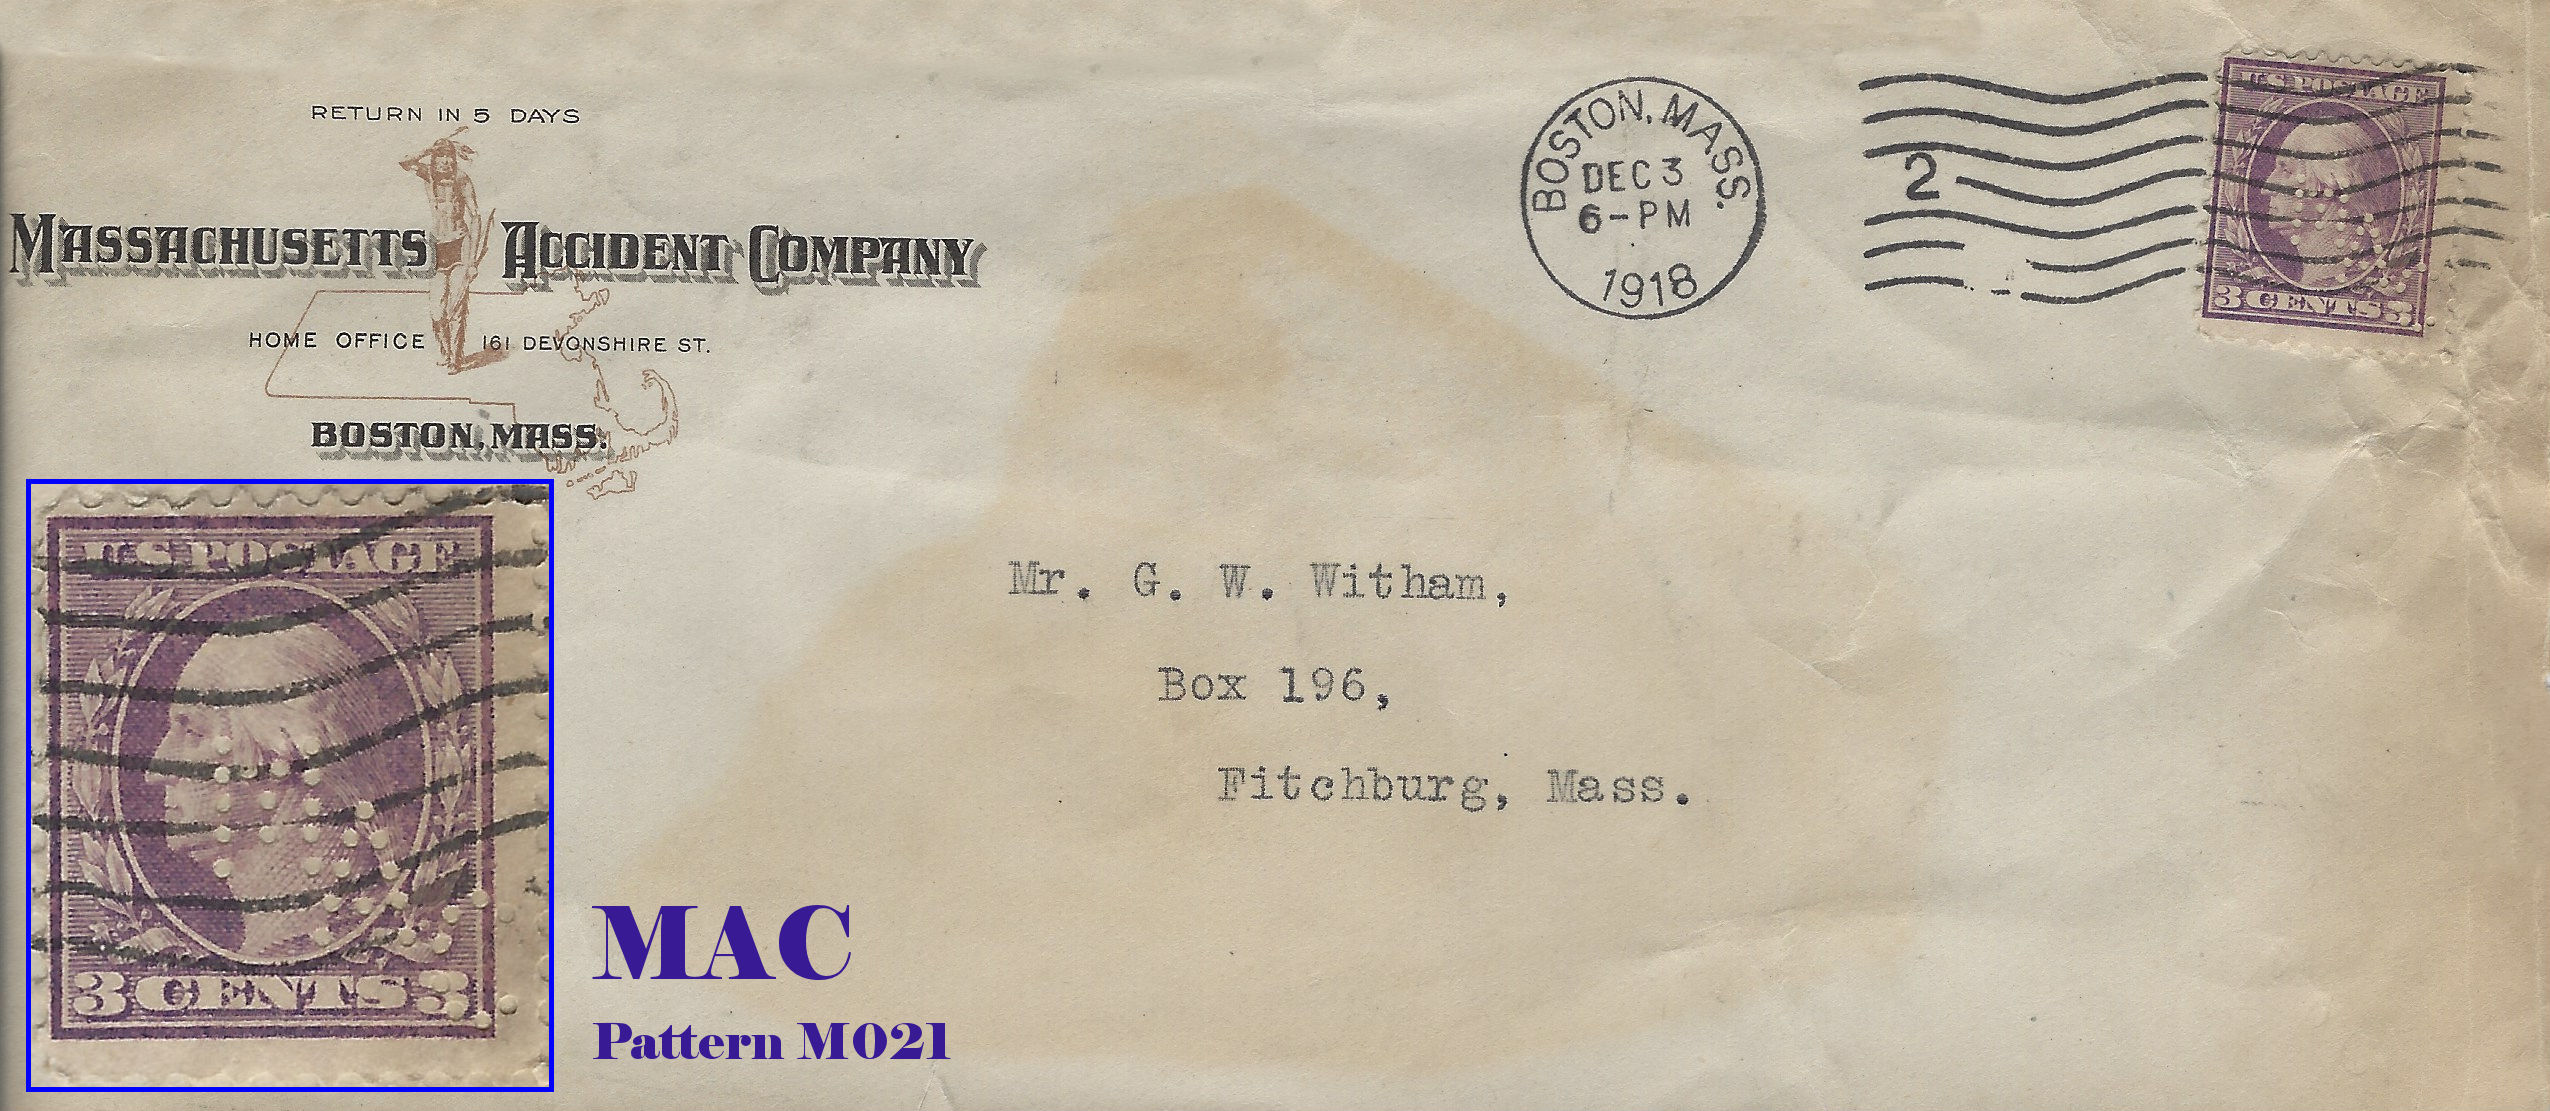 RETURN IN 5 DAYS
MASSACHUSETTS ACCIDENT COMPANY
HOME OFFICE 161 DEVONSHIRE ST.
BOSTON, MASS.
BOSTON, MASS.
DEC 3
6-PM
1918
2
U.S. POSTAGE
3 CENTS 3
Mr. G. W. Witham,
Box 196,
Fitchburg, Mass.
U.S. POSTAGE
3 CENTS 3
MAC
Pattern M021